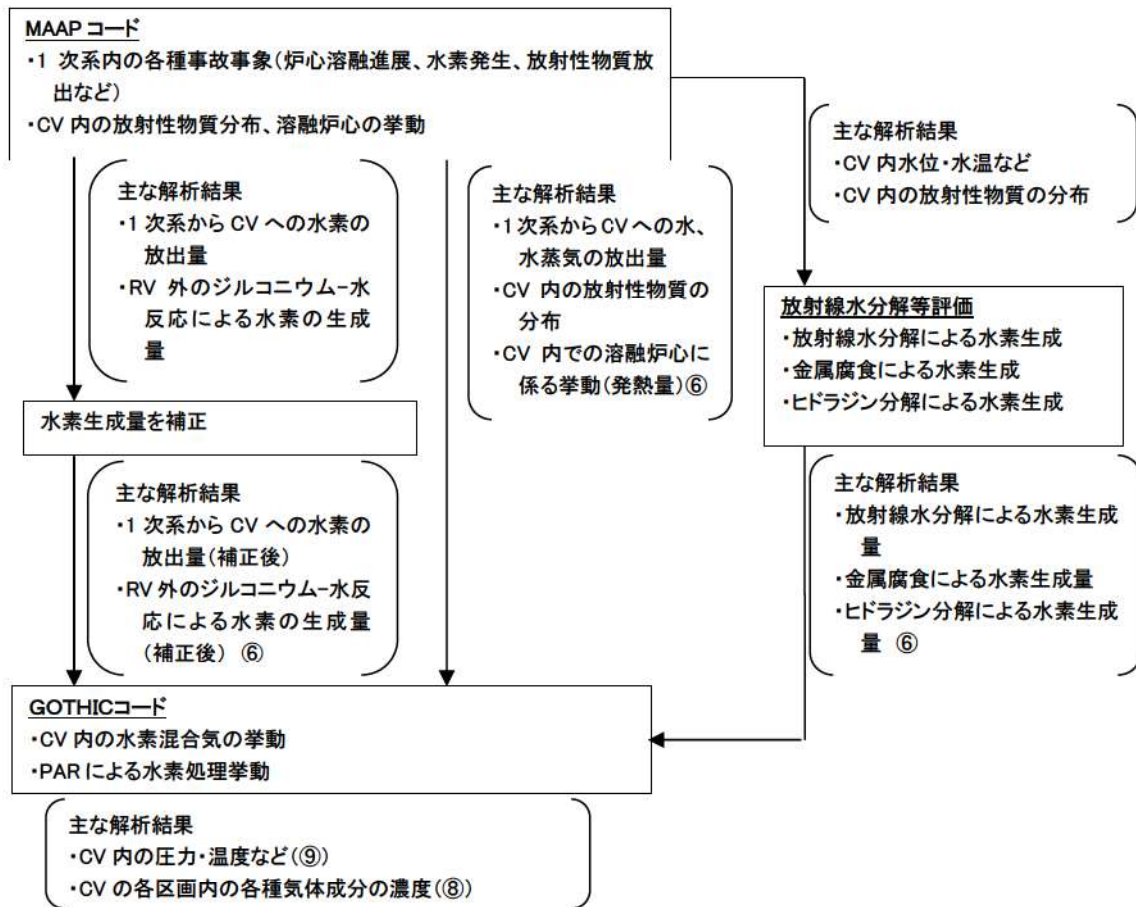 MAAP コード
・1 次系内の各種事故事象(炉心溶融進展、水素発生、放射性物質放
出など)
・CV 内の放射性物質分布、溶融炉心の挙動
主な解析結果
・1 次系から CV への水素の
放出量
・RV 外のジルコニウム-水
反応による水素の生成
量
主な解析結果
・1次系からCVへの水、
水蒸気の放出量
・CV 内の放射性物質の
分布
・CV 内での溶融炉心に
係る挙動(発熱量)⑥
主な解析結果
・CV 内水位・水温など
・CV 内の放射性物質の分布
放射線水分解等評価
・放射線水分解による水素生成
・金属腐食による水素生成
・ヒドラジン分解による水素生成
水素生成量を補正
主な解析結果
・1 次系から CV への水素の
放出量(補正後)
・RV 外のジルコニウム-水反
応による水素の生成量
(補正後) ⑥
主な解析結果
・放射線水分解による水素生成
量
・金属腐食による水素生成量
・ヒドラジン分解による水素生成
量 ⑥
GOTHICコード
・CV 内の水素混合気の挙動
・PAR による水素処理挙動
主な解析結果
・CV 内の圧力・温度など(⑨)
・CV の各区画内の各種気体成分の濃度(⑧)